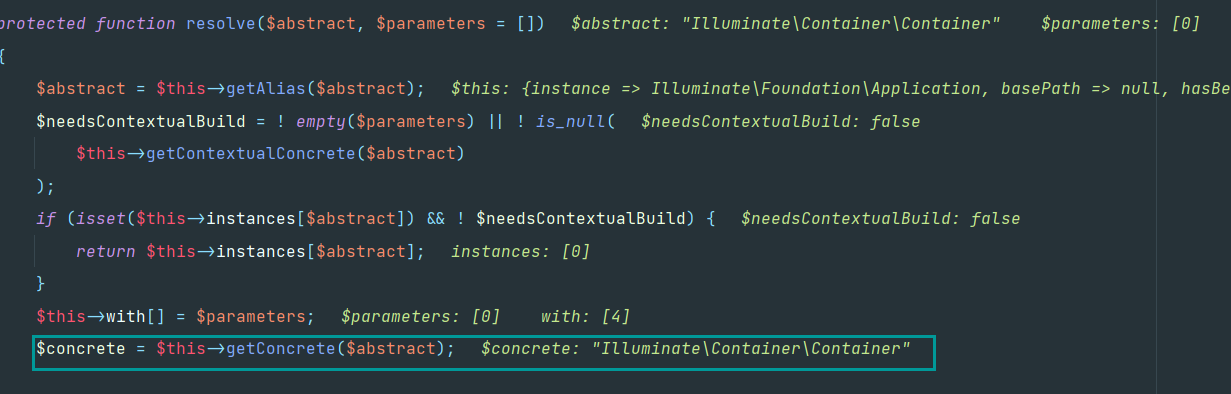 protected function resolve($abstract, $parameters = []) $abstract: "Illuminate\Container\Container" $parameters: [0]
{
$abstract = $this->getAlias($abstract); $this: {instance => Illuminate\Foundation\Application, basePath => null, hasBe
$needsContextualBuild = ! empty($parameters) || ! is_null( $needsContextualBuild: false
$this->getContextualConcrete($abstract)
);
if (isset($this->instances[$abstract]) && ! $needsContextualBuild) { $needsContextualBuild: false
return $this->instances[$abstract]; instances: [0]
}
$this->with[] = $parameters; $parameters: [0] with: [4]
$concrete = $this->getConcrete($abstract); $concrete: "Illuminate\Container\Container"